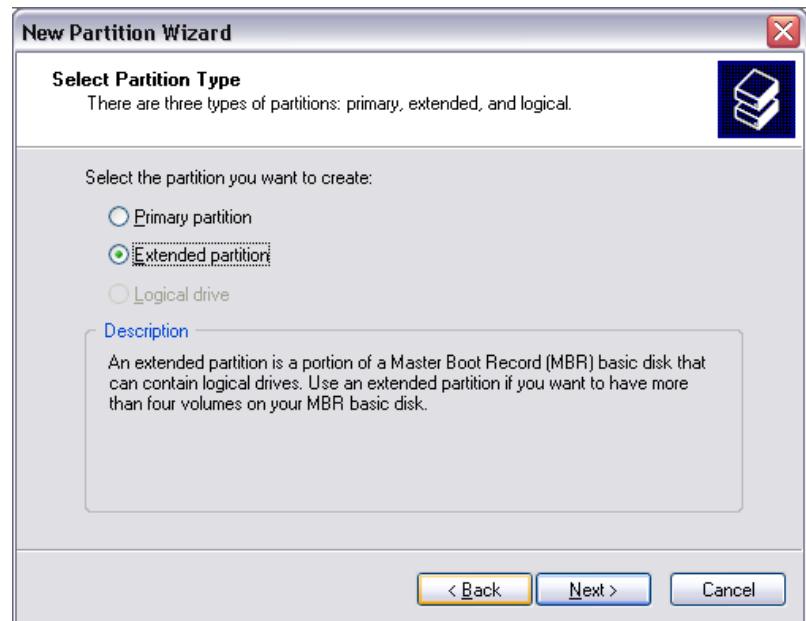 New Partition Wizard
Select Partition Type
There are three types of partitions: primary, extended, and logical.
Select the partition you want to create:
Primary partition
Extended partition
Logical drive
Description
An extended partition is a portion of a Master Boot Record (MBR) basic disk that
can contain logical drives. Use an extended partition if you want to have more
than four volumes on your MBR basic disk.
< Back
Next >
Cancel